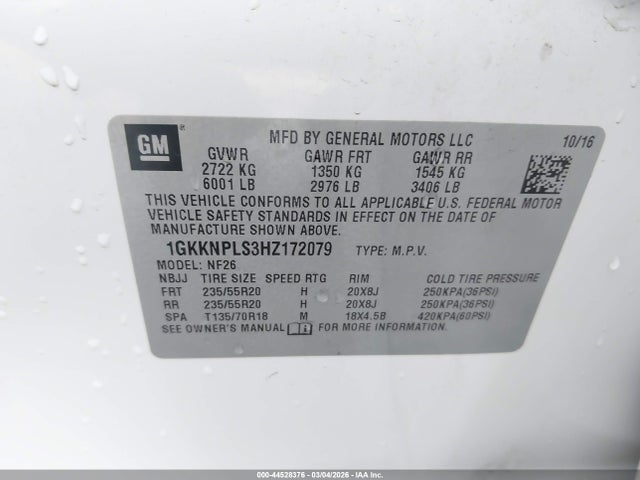 GM ®
MFD BY GENERAL MOTORS LLC 10/16
GVWR GAWR FRT GAWR RR
2722 KG 1350 KG 1545 KG
6001 LB 2976 LB 3406 LB
THIS VEHICLE CONFORMS TO ALL APPLICABLE U.S. FEDERAL MOTOR
VEHICLE SAFETY STANDARDS IN EFFECT ON THE DATE OF
MANUFACTURE SHOWN ABOVE.
1GKKNPLS3HZ172079 TYPE: M.P.V.
MODEL: NF26
NBJJ TIRE SIZE SPEED RTG RIM COLD TIRE PRESSURE
FRT 235/55R20 H 20X8J 250KPA(36PSI)
RR 235/55R20 H 20X8J 250KPA(36PSI)
SPA T135/70R18 M 18X4.5B 420KPA(60PSI)
SEE OWNER'S MANUAL FOR MORE INFORMATION.
000-44528376 - 03/04/2026 - COPART IAA INC.